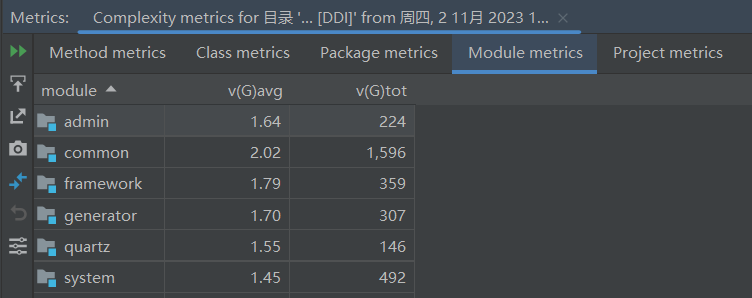 Metrics: Complexity metrics for 目录 '... [DDI]' from 周四, 2 11月 2023 1...
Method metrics Class metrics Package metrics Module metrics Project metrics
module v(G)avg v(G)tot
admin 1.64 224
common 2.02 1,596
framework 1.79 359
generator 1.70 307
quartz 1.55 146
system 1.45 492